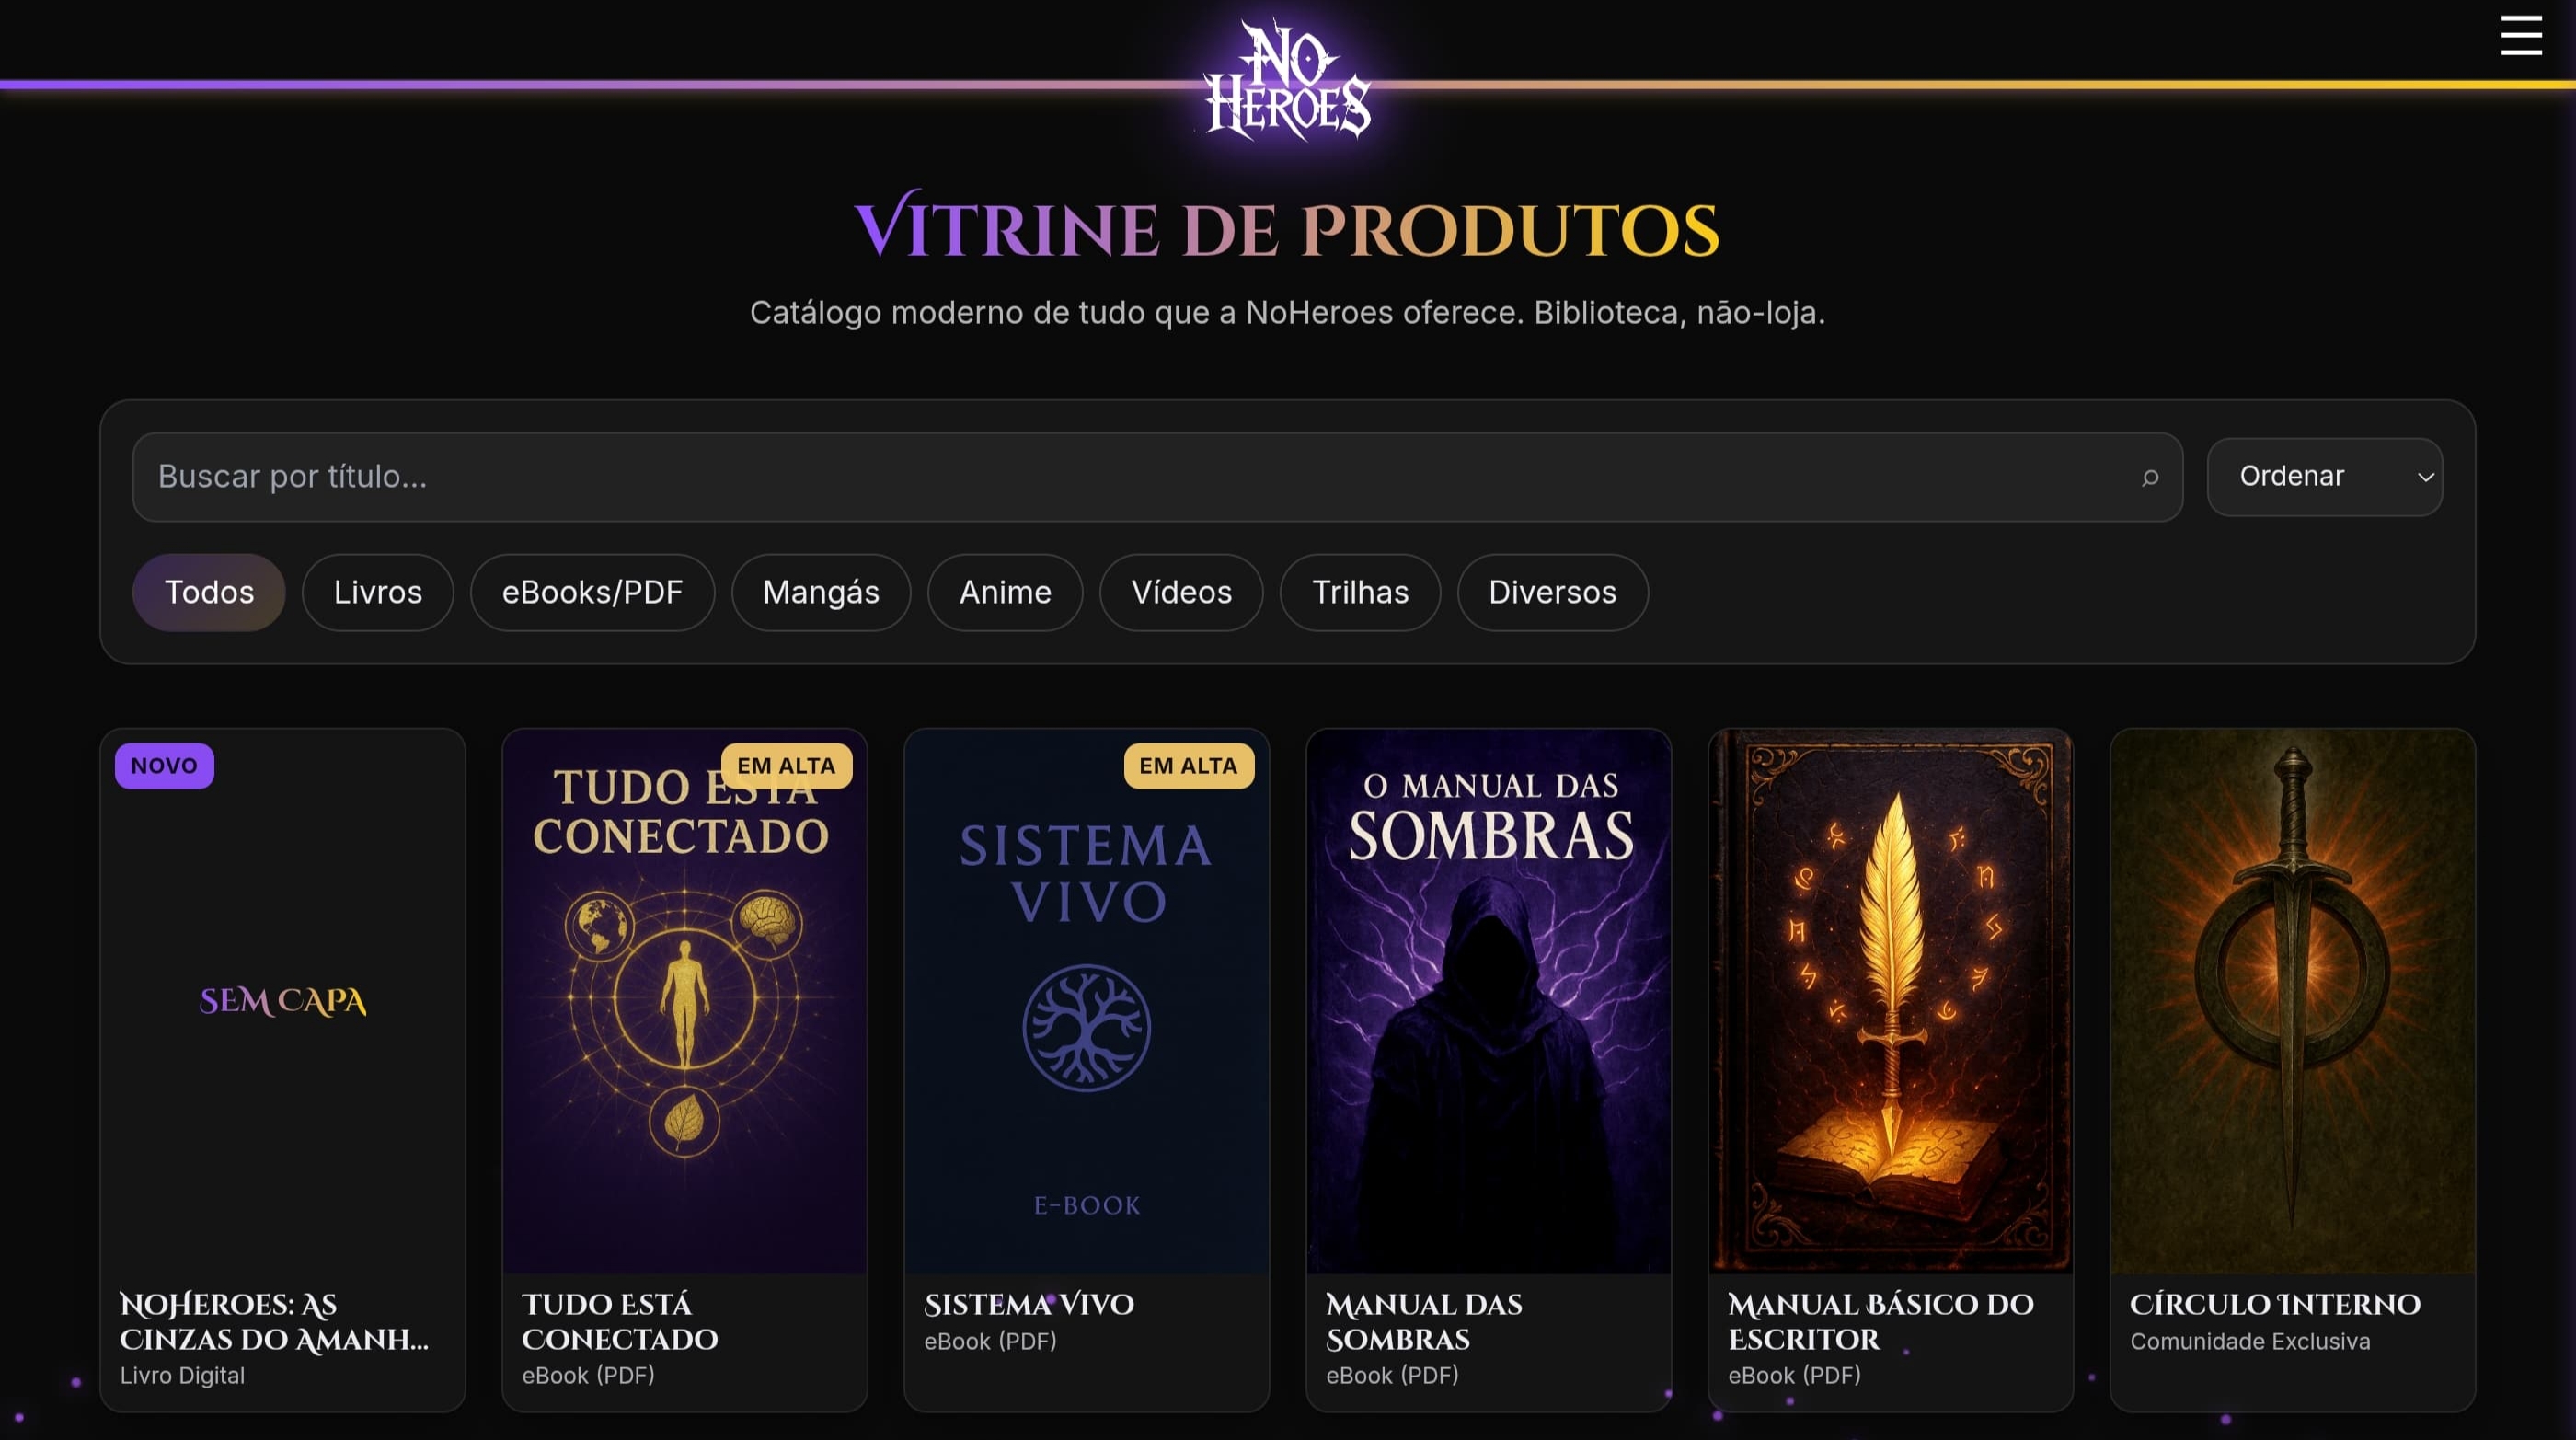 NO
HEROES
VITRINE DE PRODUTOS
Catálogo moderno de tudo que a NoHeroes oferece. Biblioteca, não-loja.
Buscar por título...
Ordenar
Todos
Livros
eBooks/PDF
Mangás
Anime
Vídeos
Trilhas
Diversos
NOVO
SEM CAPA
NOHEROES: AS
CINZAS DO AMANH...
Livro Digital
EM ALTA
TUDO ESTÁ
CONECTADO
TUDO ESTÁ
CONECTADO
eBook (PDF)
EM ALTA
SISTEMA
VIVO
E-BOOK
SISTEMA VIVO
eBook (PDF)
O MANUAL DAS
SOMBRAS
MANUAL DAS
SOMBRAS
eBook (PDF)
MANUAL BÁSICO DO
ESCRITOR
eBook (PDF)
CÍRCULO INTERNO
Comunidade Exclusiva